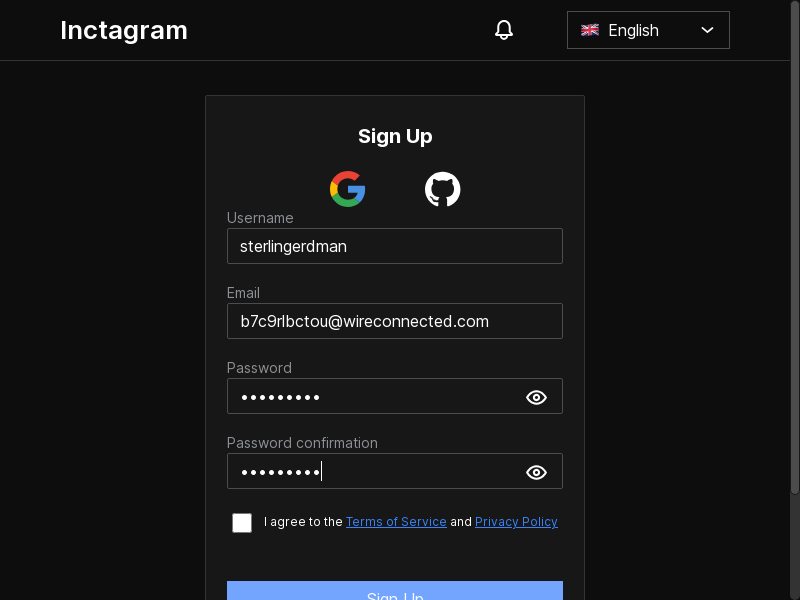 Inctagram
English
Sign Up
Username
sterlingerdman
Email
b7c9rlbctou@wireconnected.com
Password
•••••••••
Password confirmation
•••••••••
I agree to the Terms of Service and Privacy Policy
Sign Up